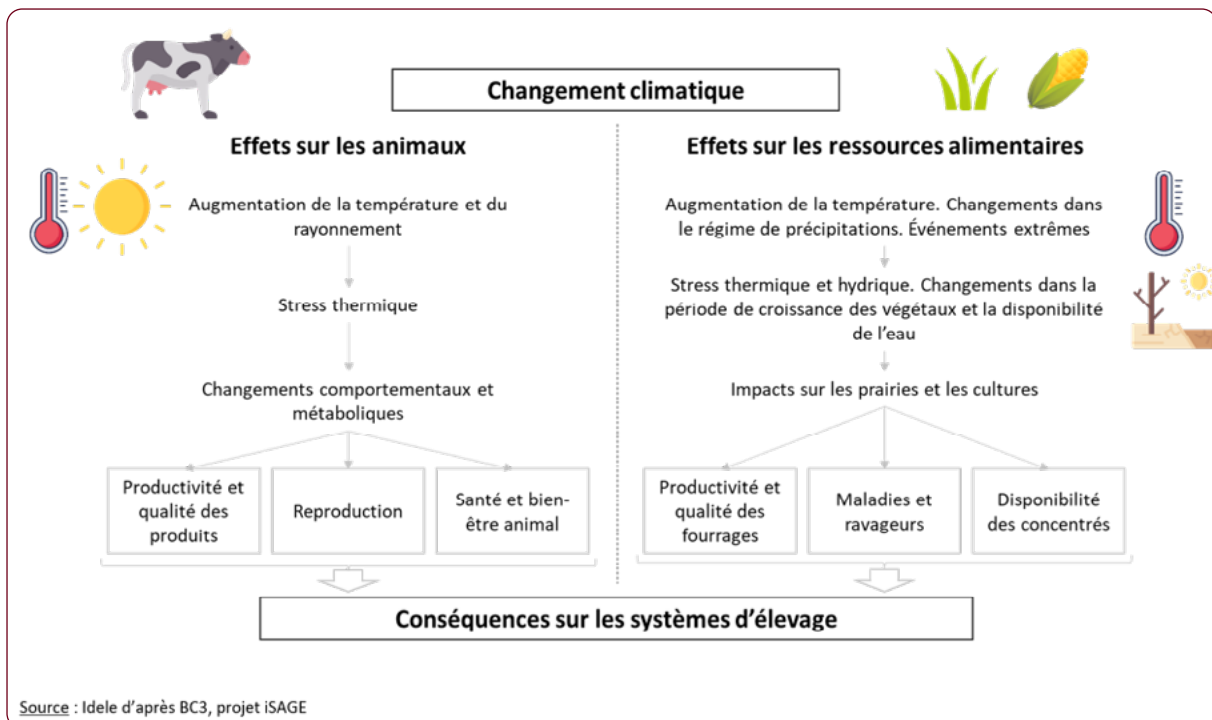 Changement climatique
Effets sur les animaux
Augmentation de la température et du
rayonnement
Stress thermique
Changements comportementaux et
métaboliques
Productivité et
qualité des
produits
Reproduction
Santé et bien-
être animal
Effets sur les ressources alimentaires
Augmentation de la température. Changements dans
le régime de précipitations. Événements extrêmes
Stress thermique et hydrique. Changements dans la
période de croissance des végétaux et la disponibilité
de l’eau
Impacts sur les prairies et les cultures
Productivité et
qualité des
fourrages
Maladies et
ravageurs
Disponibilité
des concentrés
Conséquences sur les systèmes d’élevage
Source : Idele d’après BC3, projet iSAGE